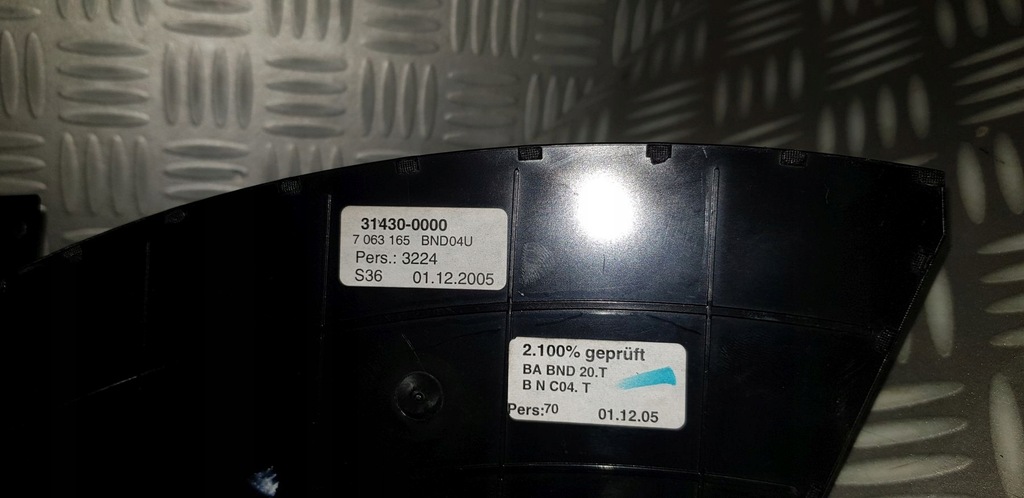 31430-0000
7 063 165 BND04U
Pers.: 3224
S36 01.12.2005
2.100% geprüft
BA BND 20.T
B N C04. T
Pers:70 01.12.05